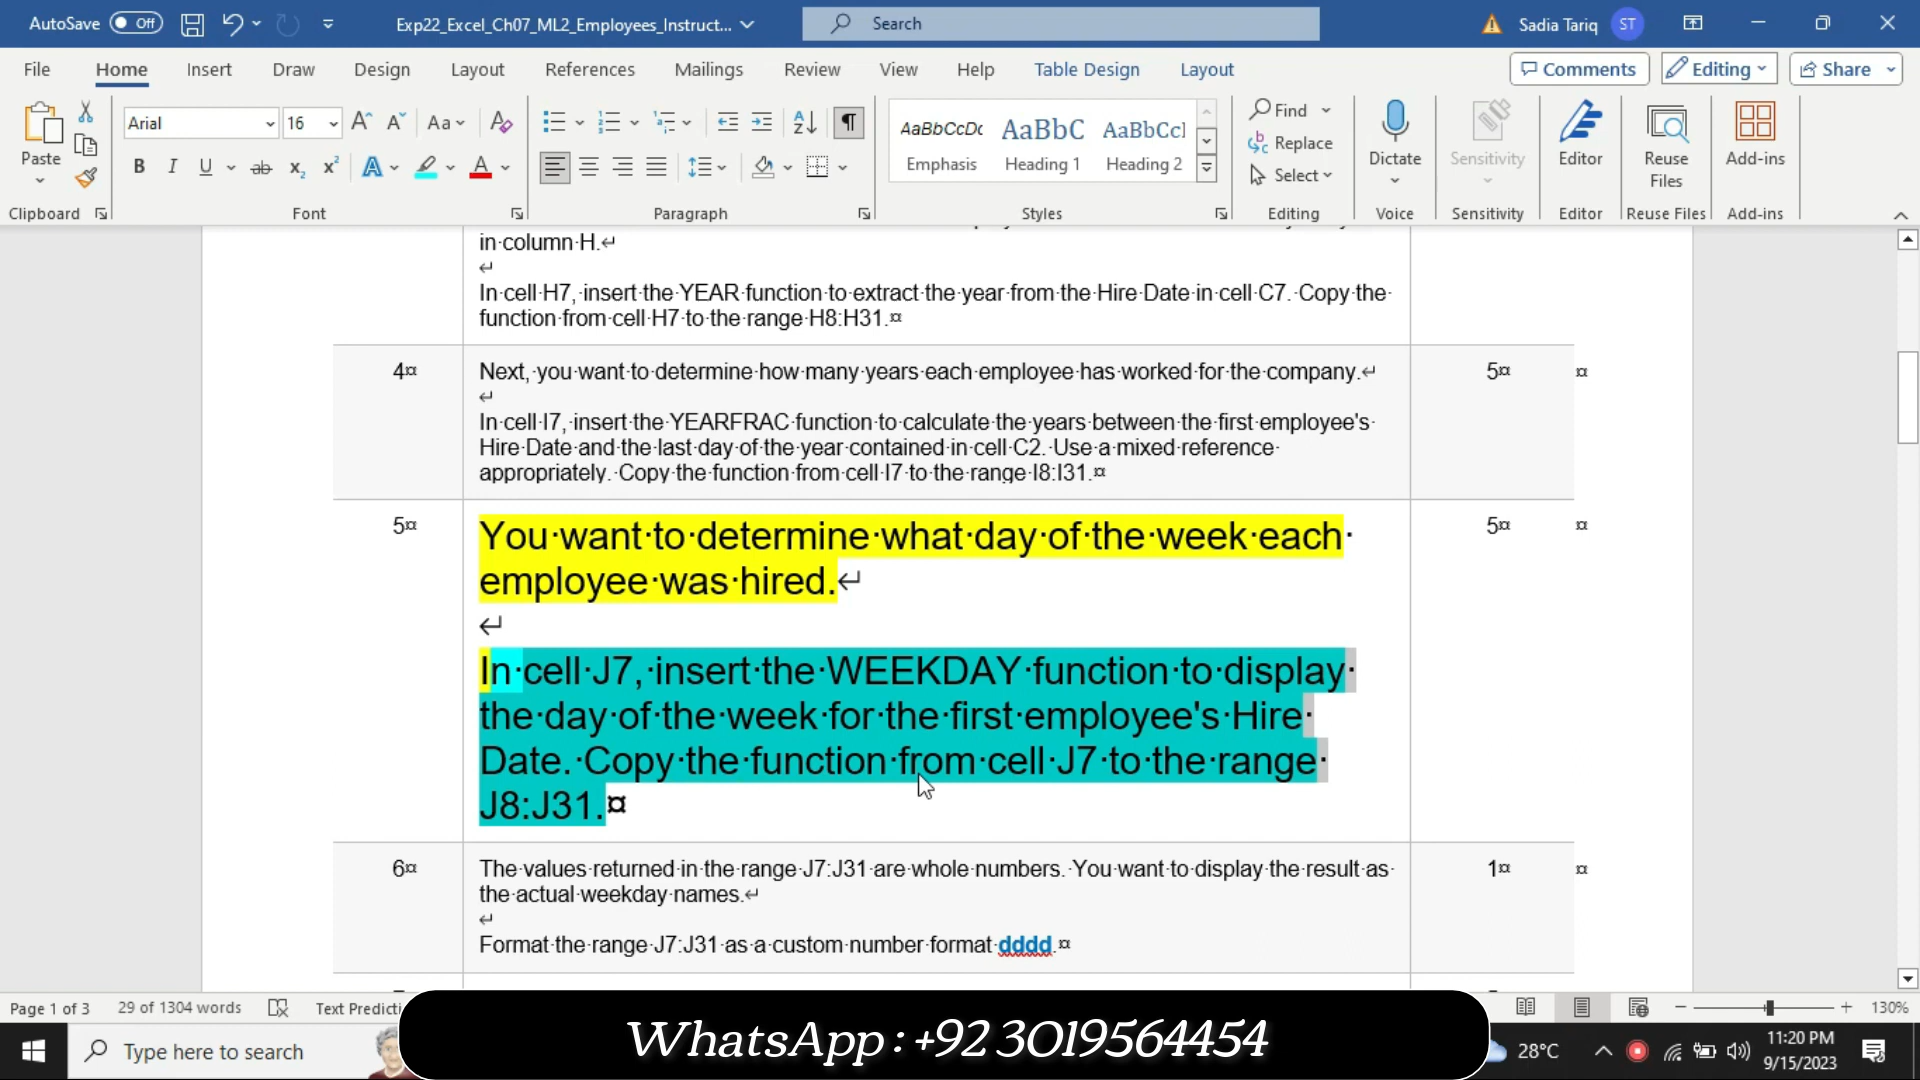 AutoSave Off Exp22_Excel_Ch07_ML2_Employees_Instruct... Search Sadia Tariq ST
File Home Insert Draw Design Layout References Mailings Review View Help Table Design Layout Comments Editing Share
Paste Arial 16 Aa AaBbCcDc AaBbC AaBbCcI Find Replace Select Dictate Sensitivity Editor Reuse Files Add-ins
B I U ab x₂ x² A A Emphasis Heading 1 Heading 2
Clipboard Font Paragraph Styles Editing Voice Sensitivity Editor Reuse Files Add-ins
in column H.
In cell H7, insert the YEAR function to extract the year from the Hire Date in cell C7. Copy the
function from cell H7 to the range H8:H31.
4 Next, you want to determine how many years each employee has worked for the company. 5
In cell I7, insert the YEARFRAC function to calculate the years between the first employee's
Hire Date and the last day of the year contained in cell C2. Use a mixed reference
appropriately. Copy the function from cell I7 to the range I8:I31.
5 You want to determine what day of the week each 5
employee was hired.
In cell J7, insert the WEEKDAY function to display
the day of the week for the first employee's Hire
Date. Copy the function from cell J7 to the range
J8:J31.
6 The values returned in the range J7:J31 are whole numbers. You want to display the result as 1
the actual weekday names.
Format the range J7:J31 as a custom number format dddd.
Page 1 of 3 29 of 1304 words Text Predicti 130%
WhatsApp : +92 3019564454
Type here to search 28°C 11:20 PM
9/15/2023